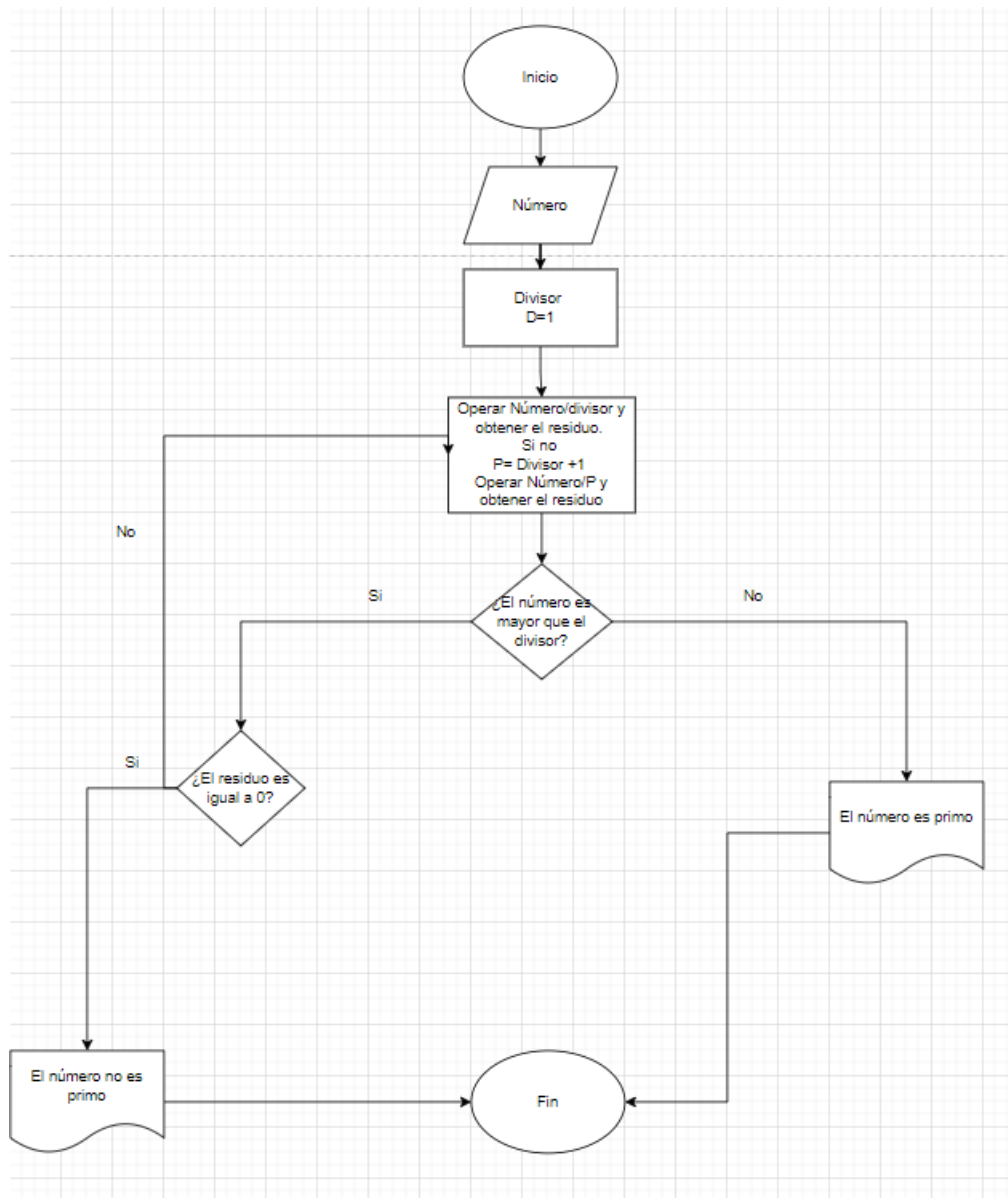 Inicio
Número
Divisor
D=1
Operar Número/divisor y
obtener el residuo.
Si no
P= Divisor +1
Operar Número/P y
obtener el residuo
No
Si
¿El número es
mayor que el
divisor?
No
Si
¿El residuo es
igual a 0?
El número es primo
El número no es
primo
Fin